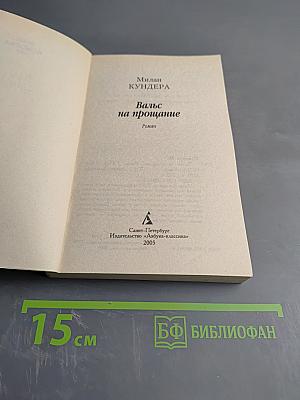 Милан
КУНДЕРА
Вальс
на прощание
Роман
Санкт-Петербург
Издательство «Азбука-классика»
2005
15 см
БФ БИБЛИОФАН